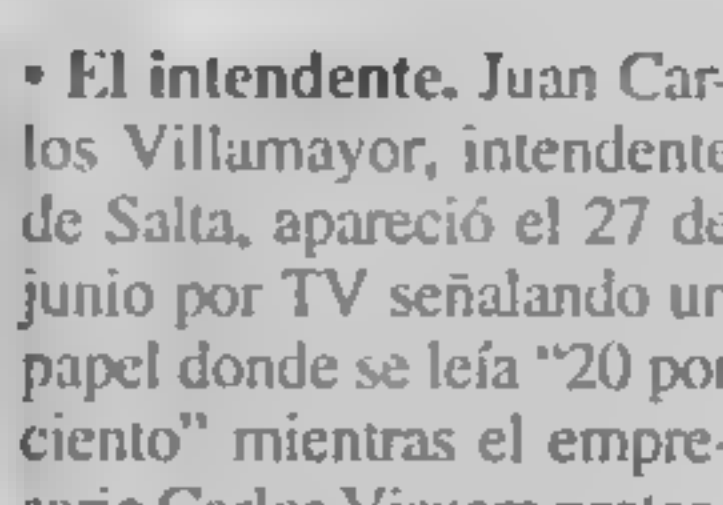 • El intendente. Juan Car-
los Villamayor, intendente
de Salta, apareció el 27 de
junio por TV señalando un
papel donde se leía “20 por
ciento” mientras el empre-
Carlos